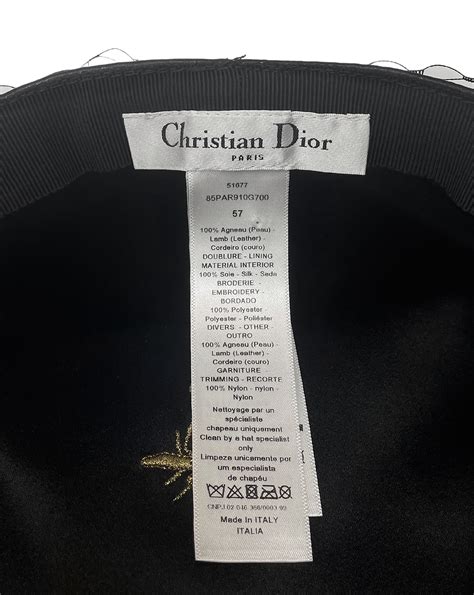 Christian Dior
PARIS
51077
85PAR910G700
57
100% Agneau (Peau) -
Lamb (Leather) -
Cordeiro (couro)
DOUBLURE - LINING
MATERIAL INTERIOR
100% Soie - Silk - Seda
BRODERIE -
EMBROIDERY -
BORDADO
100% Polyester
Polyester - Poliéster
DIVERS - OTHER -
OUTRO
100% Agneau (Peau) -
Lamb (Leather) -
Cordeiro (couro)
GARNITURE -
TRIMMING - RECORTE
100% Nylon - nylon -
Nylon
Nettoyage par un
spécialiste
chapeau uniquement
Clean by a hat specialist
only
Limpeza unicamente por
um especialista
de chapéu
CNPJ 02.046.
Made in ITALY
ITALIA